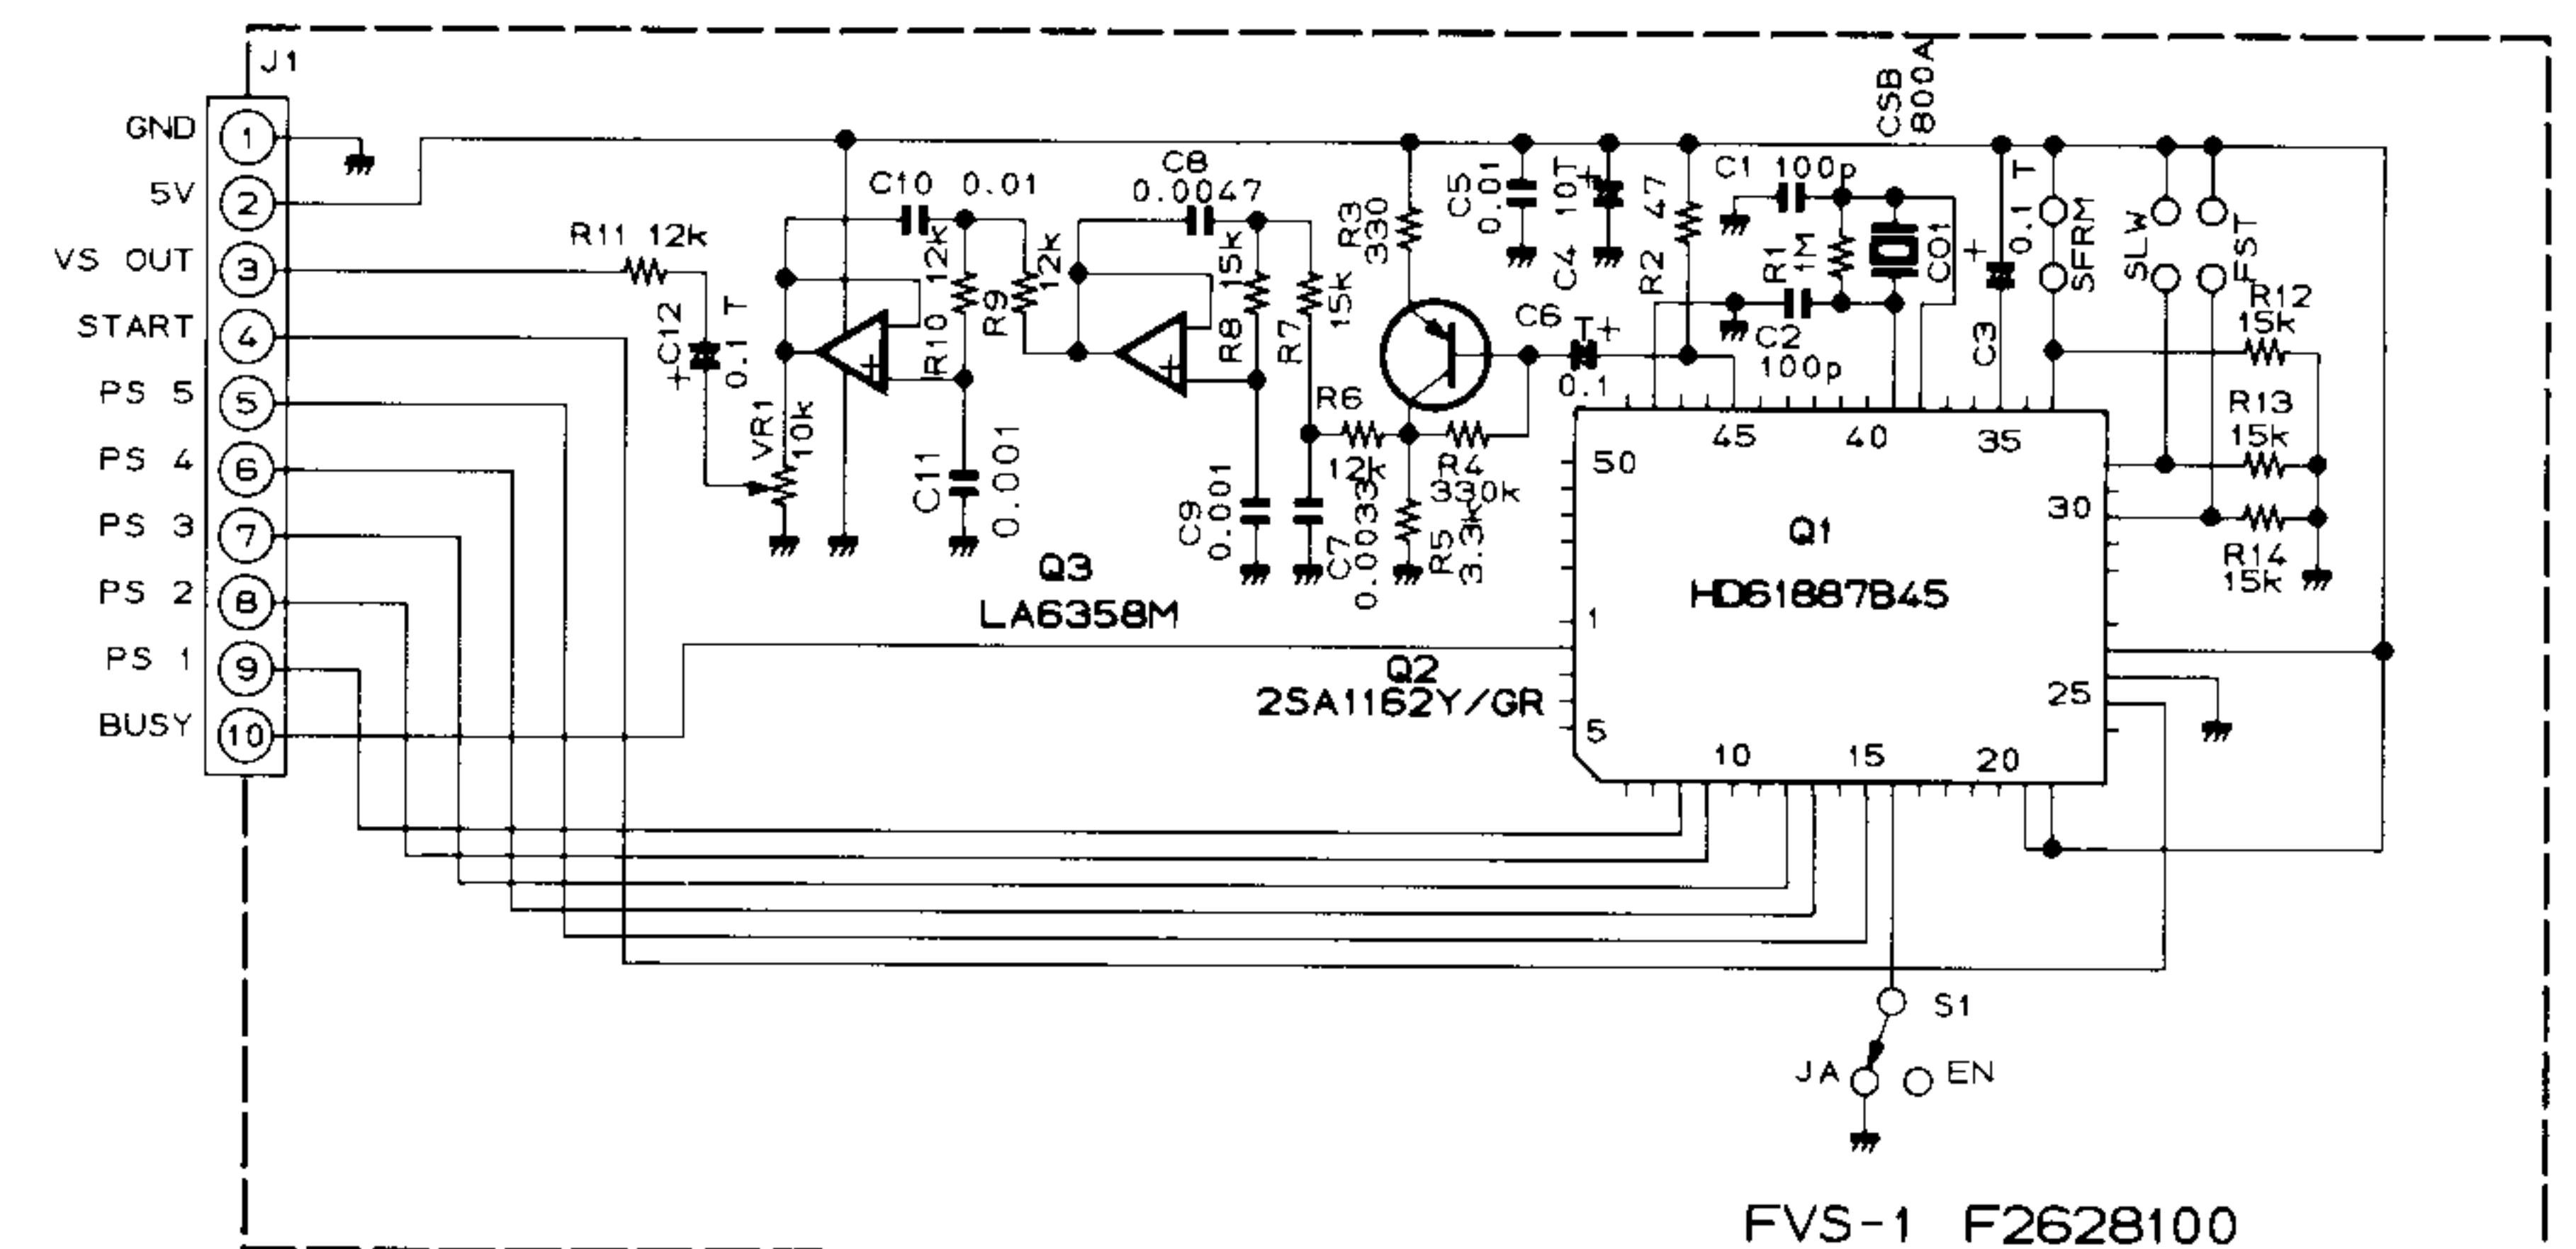 J1
GND 1
5V 2
VS OUT 3
START 4
PS 5 5
PS 4 6
PS 3 7
PS 2 8
PS 1 9
BUSY 10
R11 12k
C12 0.1 T
+
VR1 10k
C10 0.01
R10 12k
R9 12k
+
C11 0.001
C8
0.0047
R8 15k
R7 15k
+
C9 0.001
C7 0.0033
R6
12k
R3 330
R4
330k
R5 3.3k
C5 0.01
C4 10T
+
C6
T+
0.1
R2 47
C1 100p
R1 1M
C2
100p
CSB
800A
CO1
C3 0.1 T
+
SFRM
SLW
FST
R12
15k
R13
15k
R14
15k
Q3
LA6358M
Q2
2SA1162Y/GR
Q1
HD61887B45
45 40 35
50 30
1 25
5 10 15 20
S1
JA EN
FVS-1 F2628100